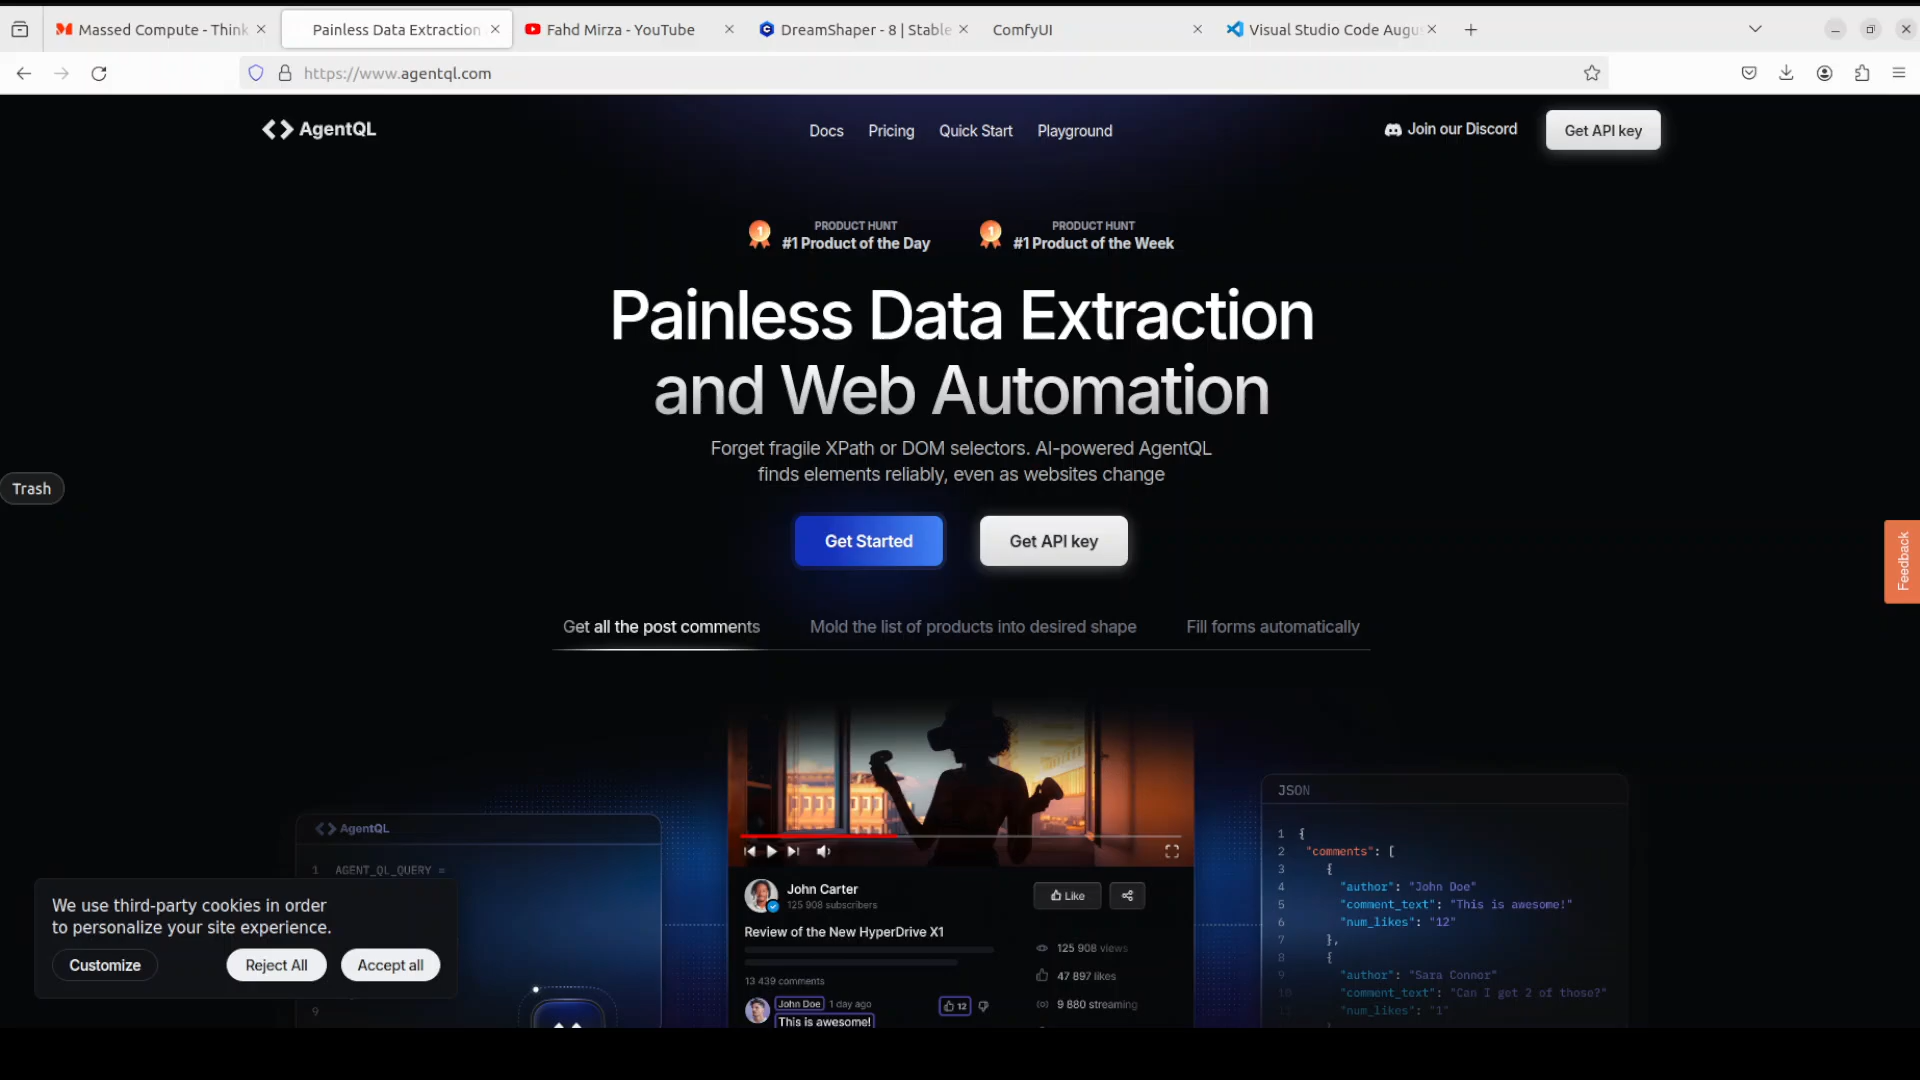 Massed Compute - Think
Painless Data Extraction
Fahd Mirza - YouTube
DreamShaper - 8 | Stable
ComfyUI
Visual Studio Code Augu
https://www.agentql.com
AgentQL
Docs
Pricing
Quick Start
Playground
Join our Discord
Get API key
PRODUCT HUNT
#1 Product of the Day
PRODUCT HUNT
#1 Product of the Week
Painless Data Extraction
and Web Automation
Forget fragile XPath or DOM selectors. AI-powered AgentQL
finds elements reliably, even as websites change
Trash
Get Started
Get API key
Feedback
Get all the post comments
Mold the list of products into desired shape
Fill forms automatically
AgentQL
1 AGENT_QL_QUERY =
9
We use third-party cookies in order
to personalize your site experience.
Customize
Reject All
Accept all
John Carter
125 908 subscribers
Like
Review of the New HyperDrive X1
125 908 views
47 897 likes
9 880 streaming
13 439 comments
John Doe 1 day ago
12
This is awesome!
JSON
1 {
2 "comments": [
3 {
4 "author": "John Doe"
5 "comment_text": "This is awesome!"
6 "num_likes": "12"
7 },
8 {
9 "author": "Sara Connor"
10 "comment_text": "Can I get 2 of those?"
11 "num_likes": "1"